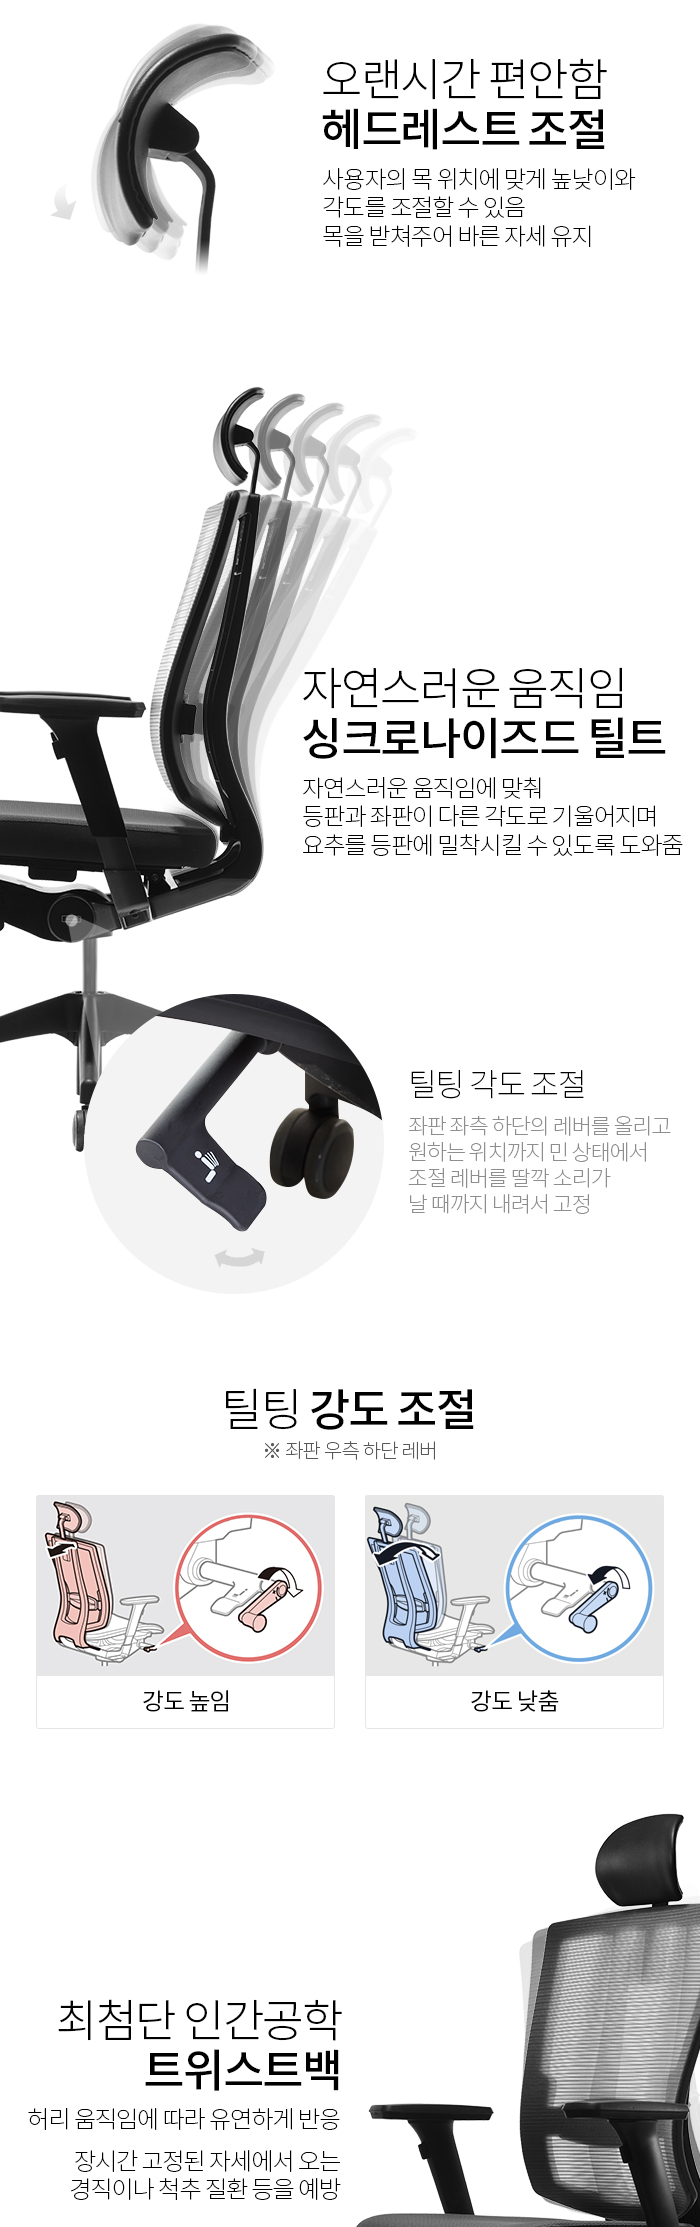 오랜시간 편안함
헤드레스트 조절
사용자의 목 위치에 맞게 높낮이와
각도를 조절할 수 있음
목을 받쳐주어 바른 자세 유지
자연스러운 움직임
싱크로나이즈드 틸트
자연스러운 움직임에 맞춰
등판과 좌판이 다른 각도로 기울어지며
요추를 등판에 밀착시킬 수 있도록 도와줌
틸팅 각도 조절
좌판 좌측 하단의 레버를 올리고
원하는 위치까지 민 상태에서
조절 레버를 딸깍 소리가
날 때까지 내려서 고정
틸팅 강도 조절
※ 좌판 우측 하단 레버
강도 높임
강도 낮춤
최첨단 인간공학
트위스트백
허리 움직임에 따라 유연하게 반응
장시간 고정된 자세에서 오는
경직이나 척추 질환 등을 예방